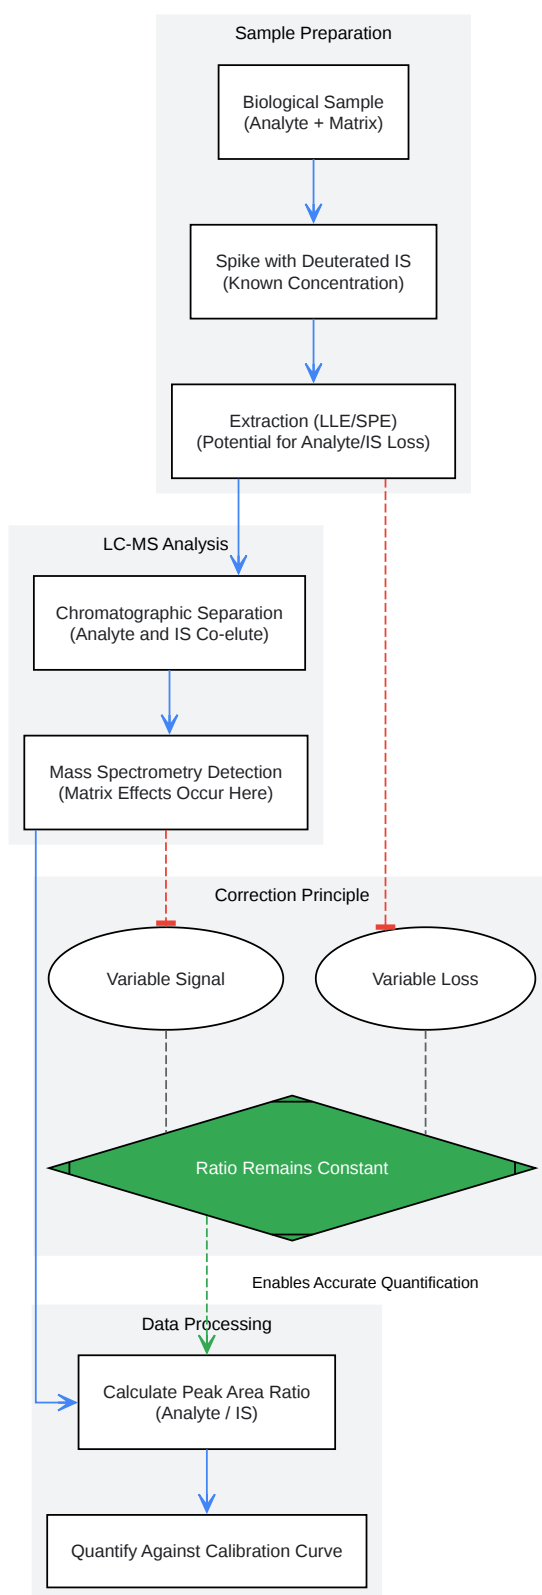 Sample Preparation
Biological Sample
(Analyte + Matrix)
Spike with Deuterated IS
(Known Concentration)
Extraction (LLE/SPE)
(Potential for Analyte/IS Loss)
LC-MS Analysis
Chromatographic Separation
(Analyte and IS Co-elute)
Mass Spectrometry Detection
(Matrix Effects Occur Here)
Correction Principle
Variable Signal
Variable Loss
Ratio Remains Constant
Enables Accurate Quantification
Data Processing
Calculate Peak Area Ratio
(Analyte / IS)
Quantify Against Calibration Curve